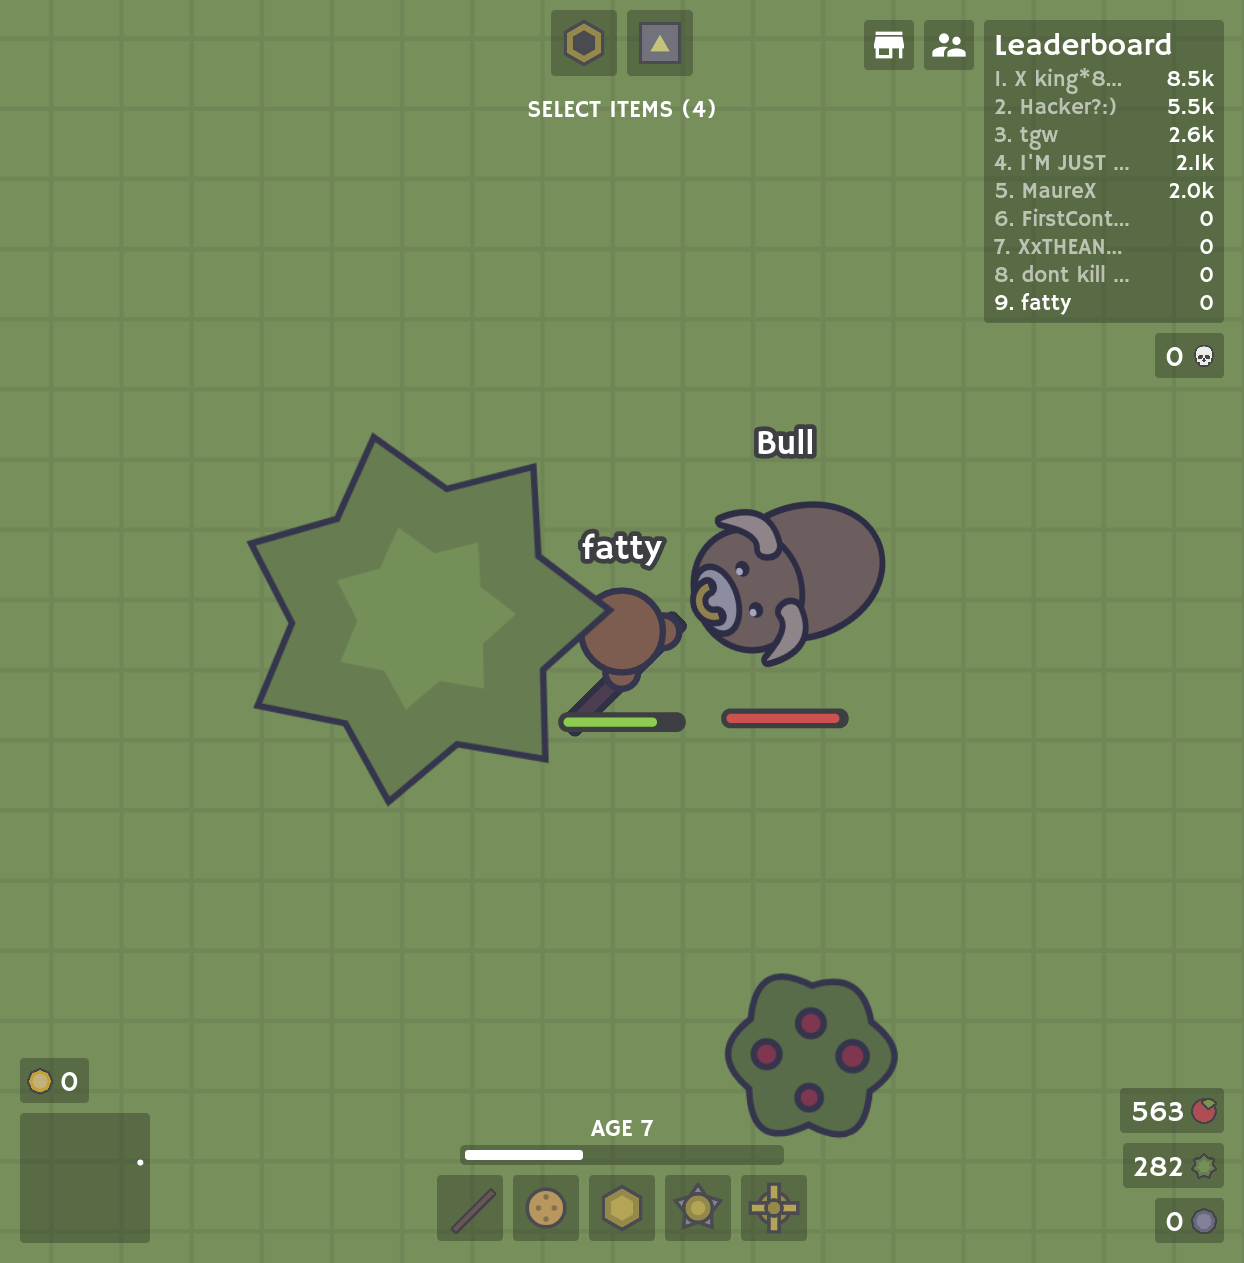 SELECT ITEMS (4)
Leaderboard
1. X king*8... 8.5k
2. Hacker?:) 5.5k
3. tgw 2.6k
4. I'M JUST ... 2.1k
5. MaureX 2.0k
6. FirstCont... 0
7. XxTHEAN... 0
8. dont kill ... 0
9. fatty 0
0
Bull
fatty
0
AGE 7
563
282
0